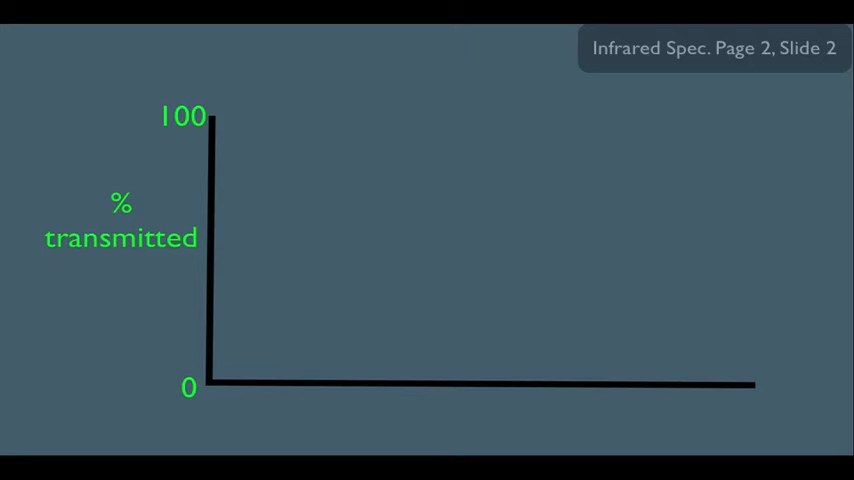 Infrared Spec. Page 2, Slide 2
100
%
transmitted
0